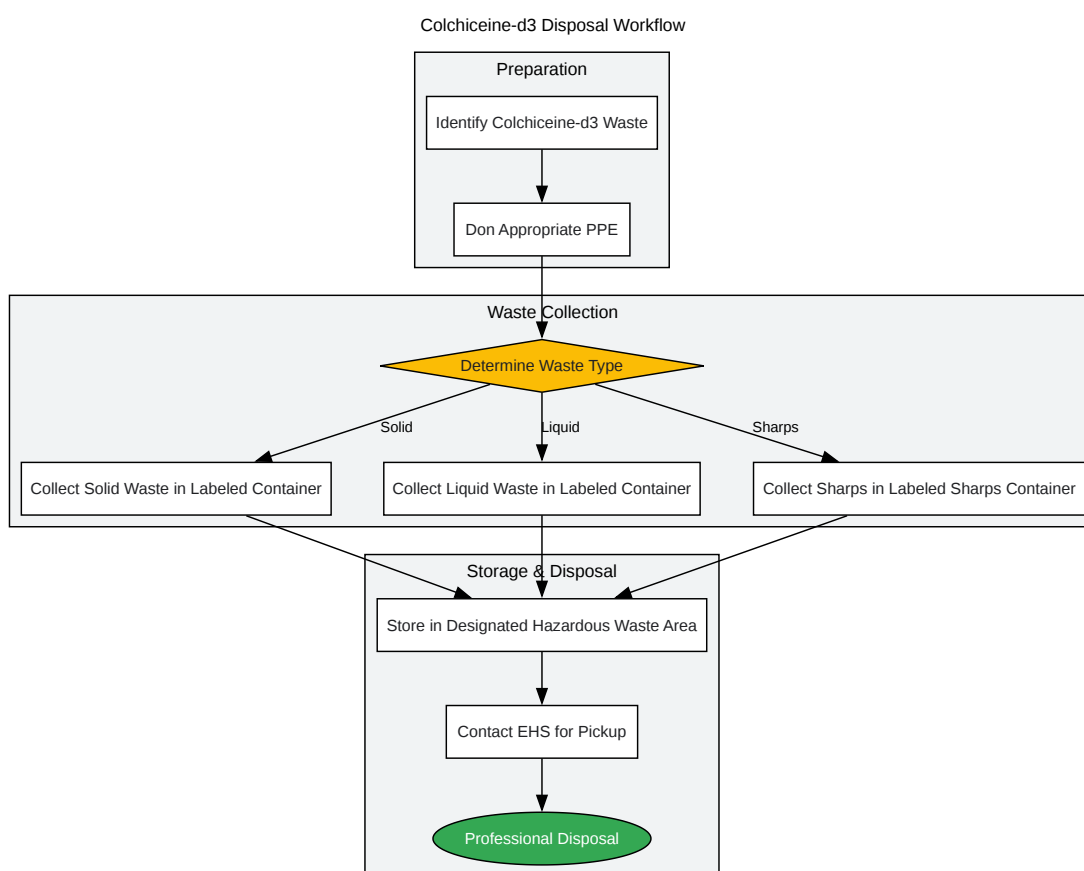 Colchiceine-d3 Disposal Workflow
Preparation
Identify Colchiceine-d3 Waste
Don Appropriate PPE
Waste Collection
Determine Waste Type
Solid
Liquid
Sharps
Collect Solid Waste in Labeled Container
Collect Liquid Waste in Labeled Container
Collect Sharps in Labeled Sharps Container
Storage & Disposal
Store in Designated Hazardous Waste Area
Contact EHS for Pickup
Professional Disposal